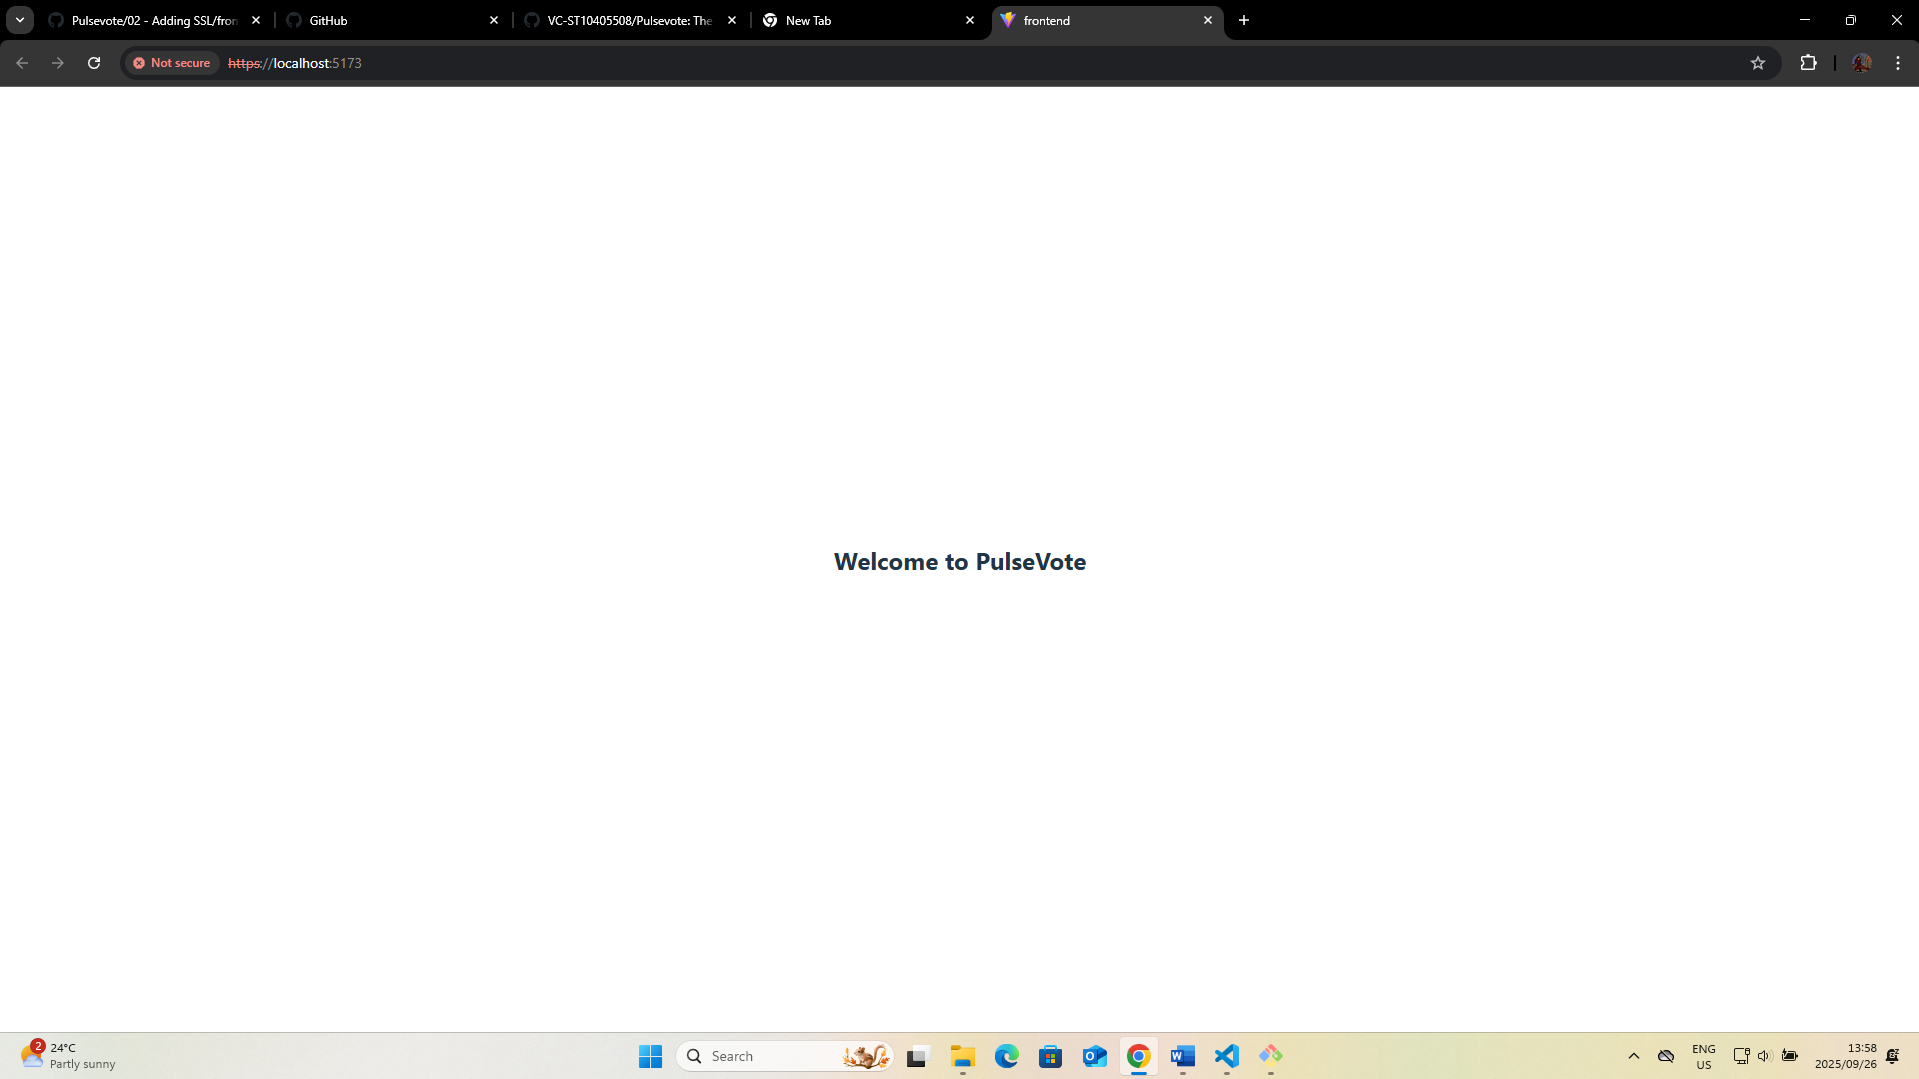 Pulsevote/02 - Adding SSL/fron
GitHub
VC-ST10405508/Pulsevote: The
New Tab
frontend
Not secure
https://localhost:5173
Welcome to PulseVote
2
24°C
Partly sunny
Search
ENG
US
13:58
2025/09/26